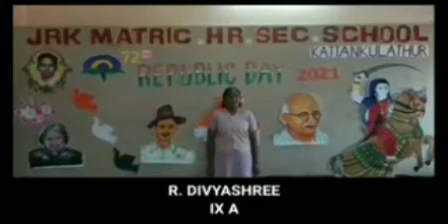 JRK MATRIC.HR.SEC.SCHOOL
KATTANKULATHUR
72nd
REPUBLIC DAY 2021
R. DIVYASHREE
IX A